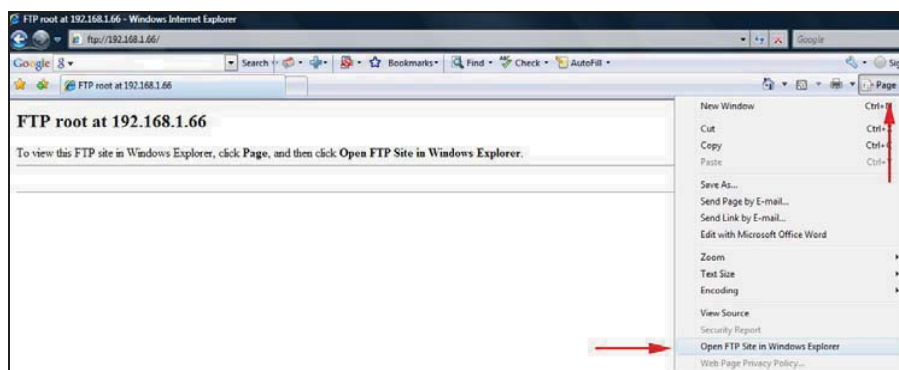 FTP root at 192.168.1.66 - Windows Internet Explorer
ftp://192.168.1.66/
Google
Google
Search
Bookmarks
Find
Check
AutoFill
FTP root at 192.168.1.66
Page
FTP root at 192.168.1.66
To view this FTP site in Windows Explorer, click Page, and then click Open FTP Site in Windows Explorer.
New Window
Cut
Copy
Paste
Save As...
Send Page by E-mail...
Send Link by E-mail...
Edit with Microsoft Office Word
Zoom
Text Size
Encoding
View Source
Security Report
Open FTP Site in Windows Explorer
Web Page Privacy Policy...